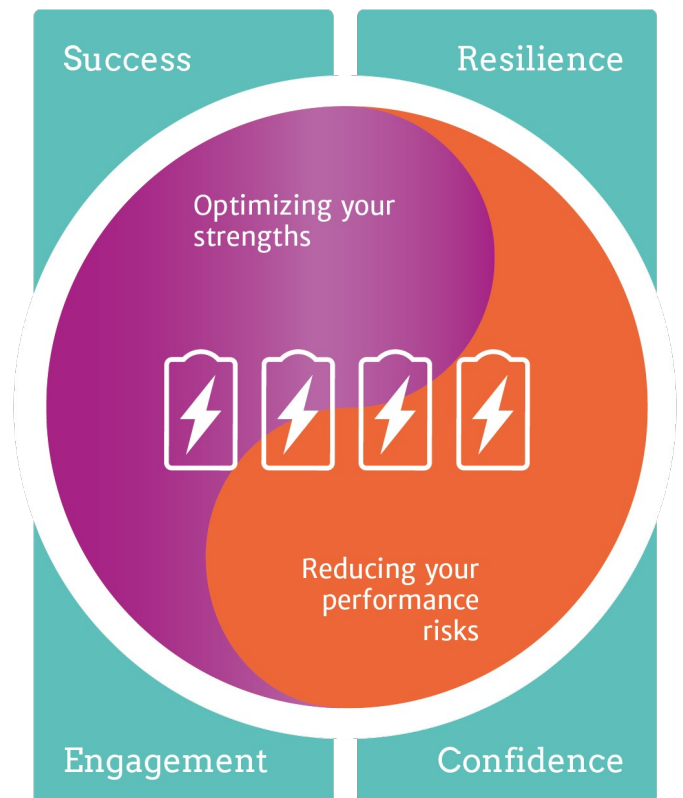 Success
Resilience
Optimizing your
strengths
Reducing your
performance
risks
Engagement
Confidence